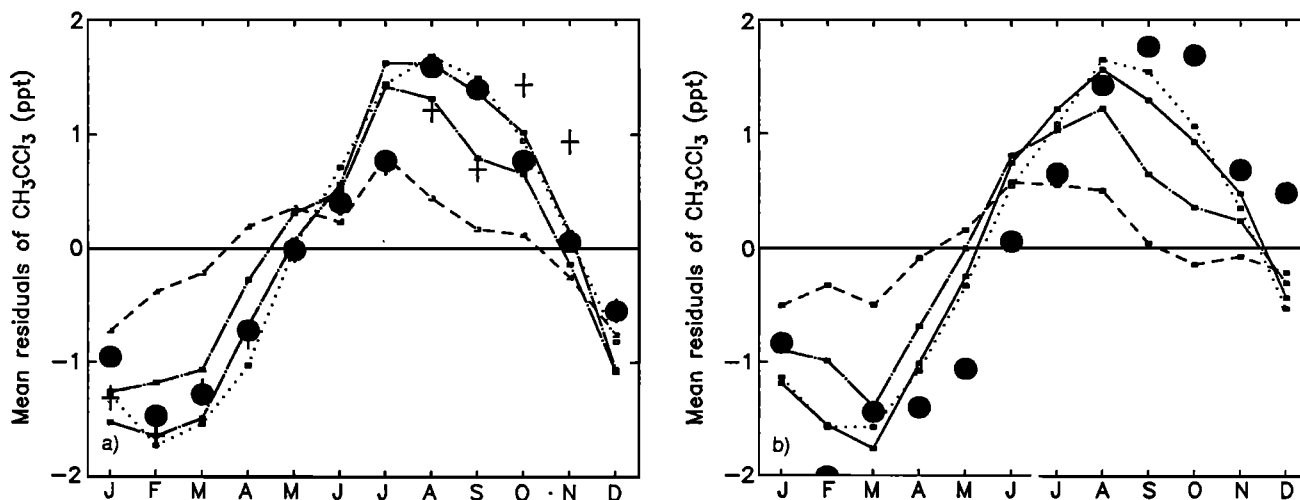 Mean residuals of CH₃CCl₃ (ppt)
2
1
0
−1
−2
a)
J F M A M J J A S O N D
Mean residuals of CH₃CCl₃ (ppt)
2
1
0
−1
−2
b)
J F M A M J J A S O N D